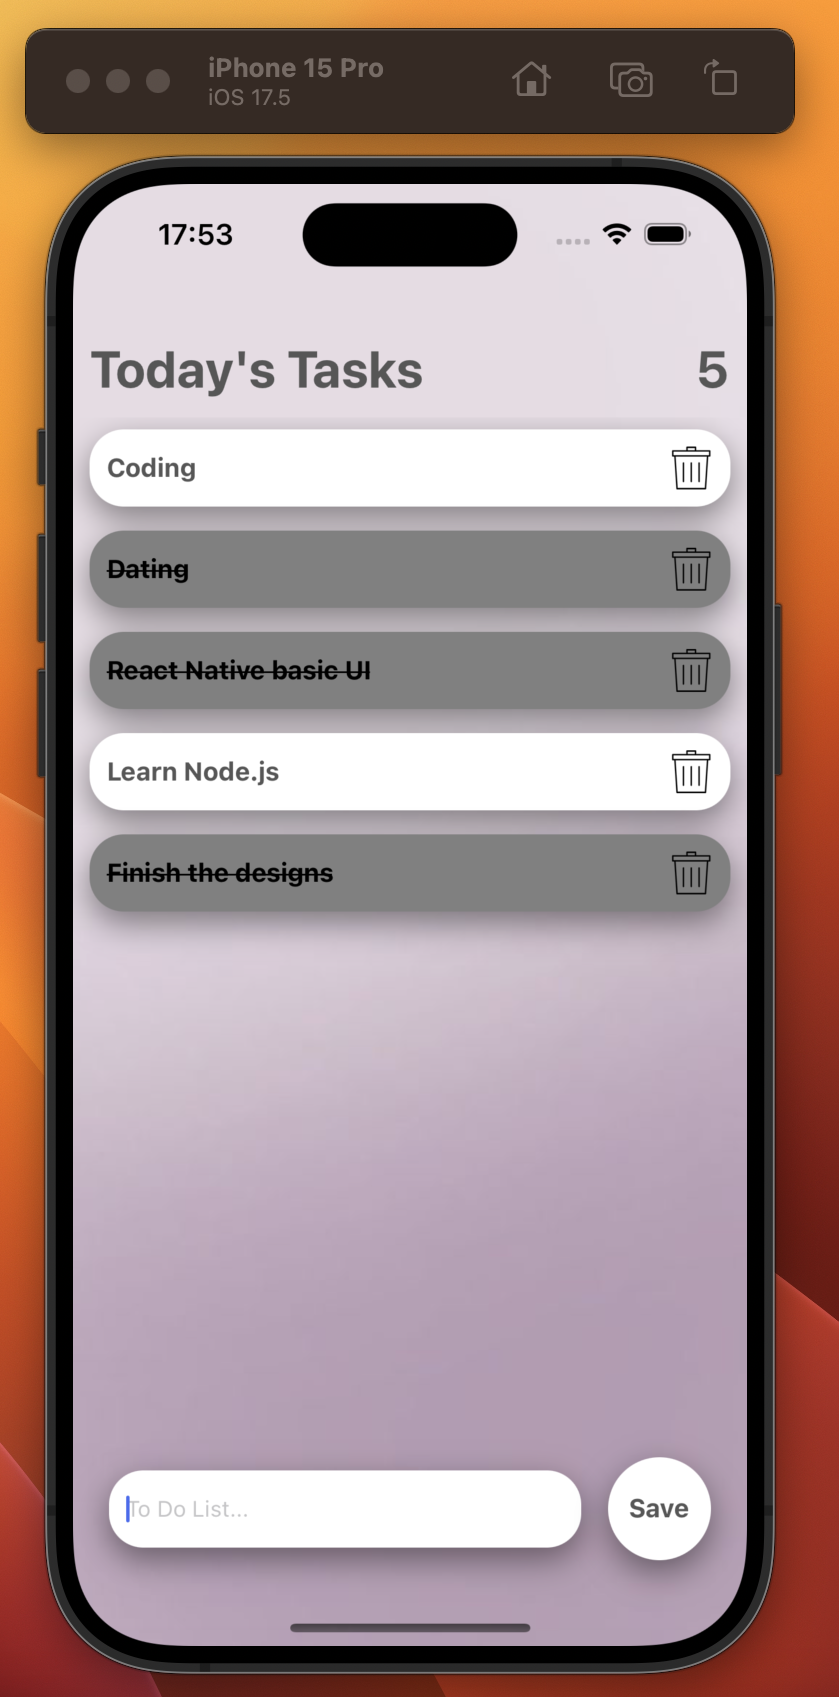 iPhone 15 Pro
iOS 17.5
17:53
Today's Tasks 5
Coding
Dating
React Native basic UI
Learn Node.js
Finish the designs
To Do List...
Save